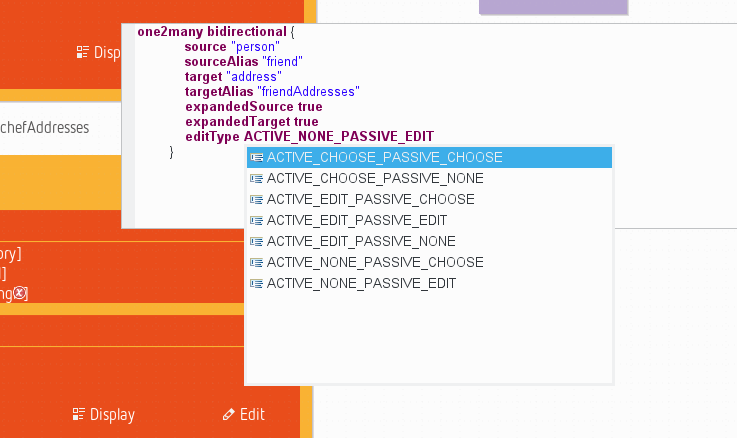 one2many bidirectional {
Disp
source "person"
sourceAlias "friend"
target "address"
targetAlias "friendAddresses"
expandedSource true
chefAddresses
expandedTarget true
editType ACTIVE_NONE_PASSIVE_EDIT
}
ACTIVE_CHOOSE_PASSIVE_CHOOSE
ACTIVE_CHOOSE_PASSIVE_NONE
ACTIVE_EDIT_PASSIVE_CHOOSE
ACTIVE_EDIT_PASSIVE_EDIT
ACTIVE_EDIT_PASSIVE_NONE
ACTIVE_NONE_PASSIVE_CHOOSE
ACTIVE_NONE_PASSIVE_EDIT
ory]
l]
ng
Display
Edit